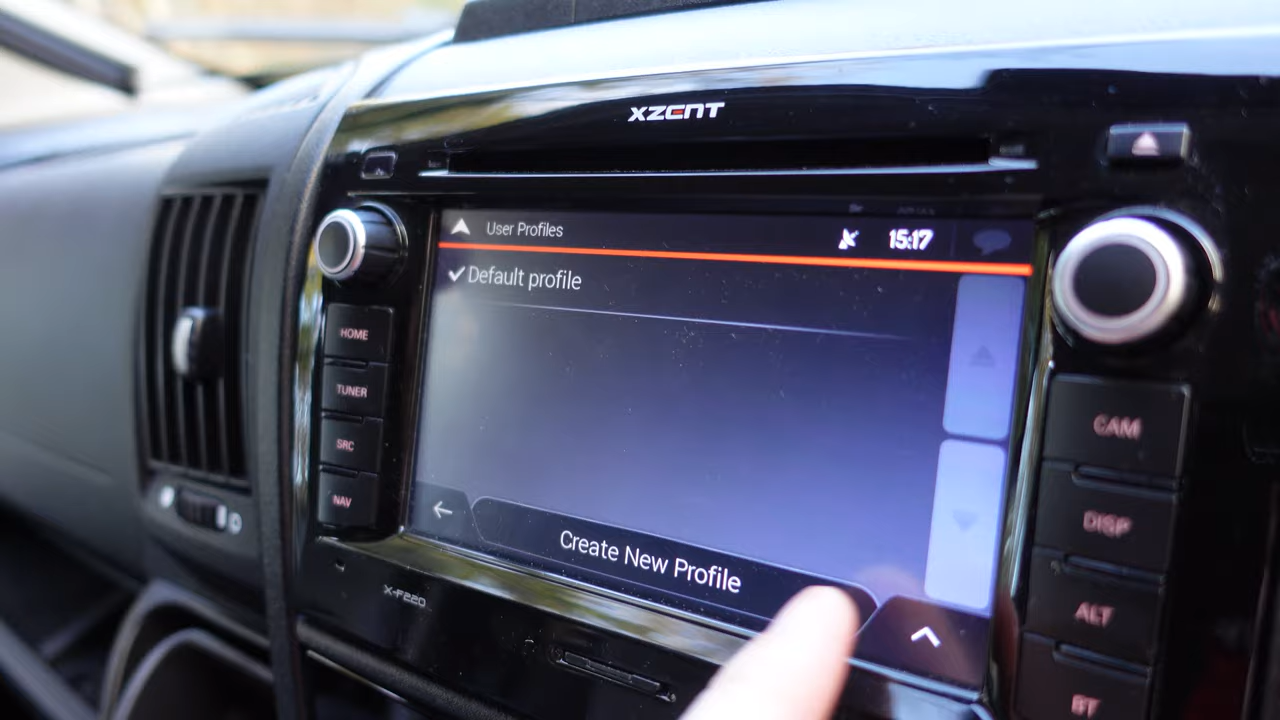 XZENT
User Profiles
15:17
Default profile
HOME
TUNER
SRC
NAV
CAM
DISP
ALT
BT
Create New Profile
X-F220